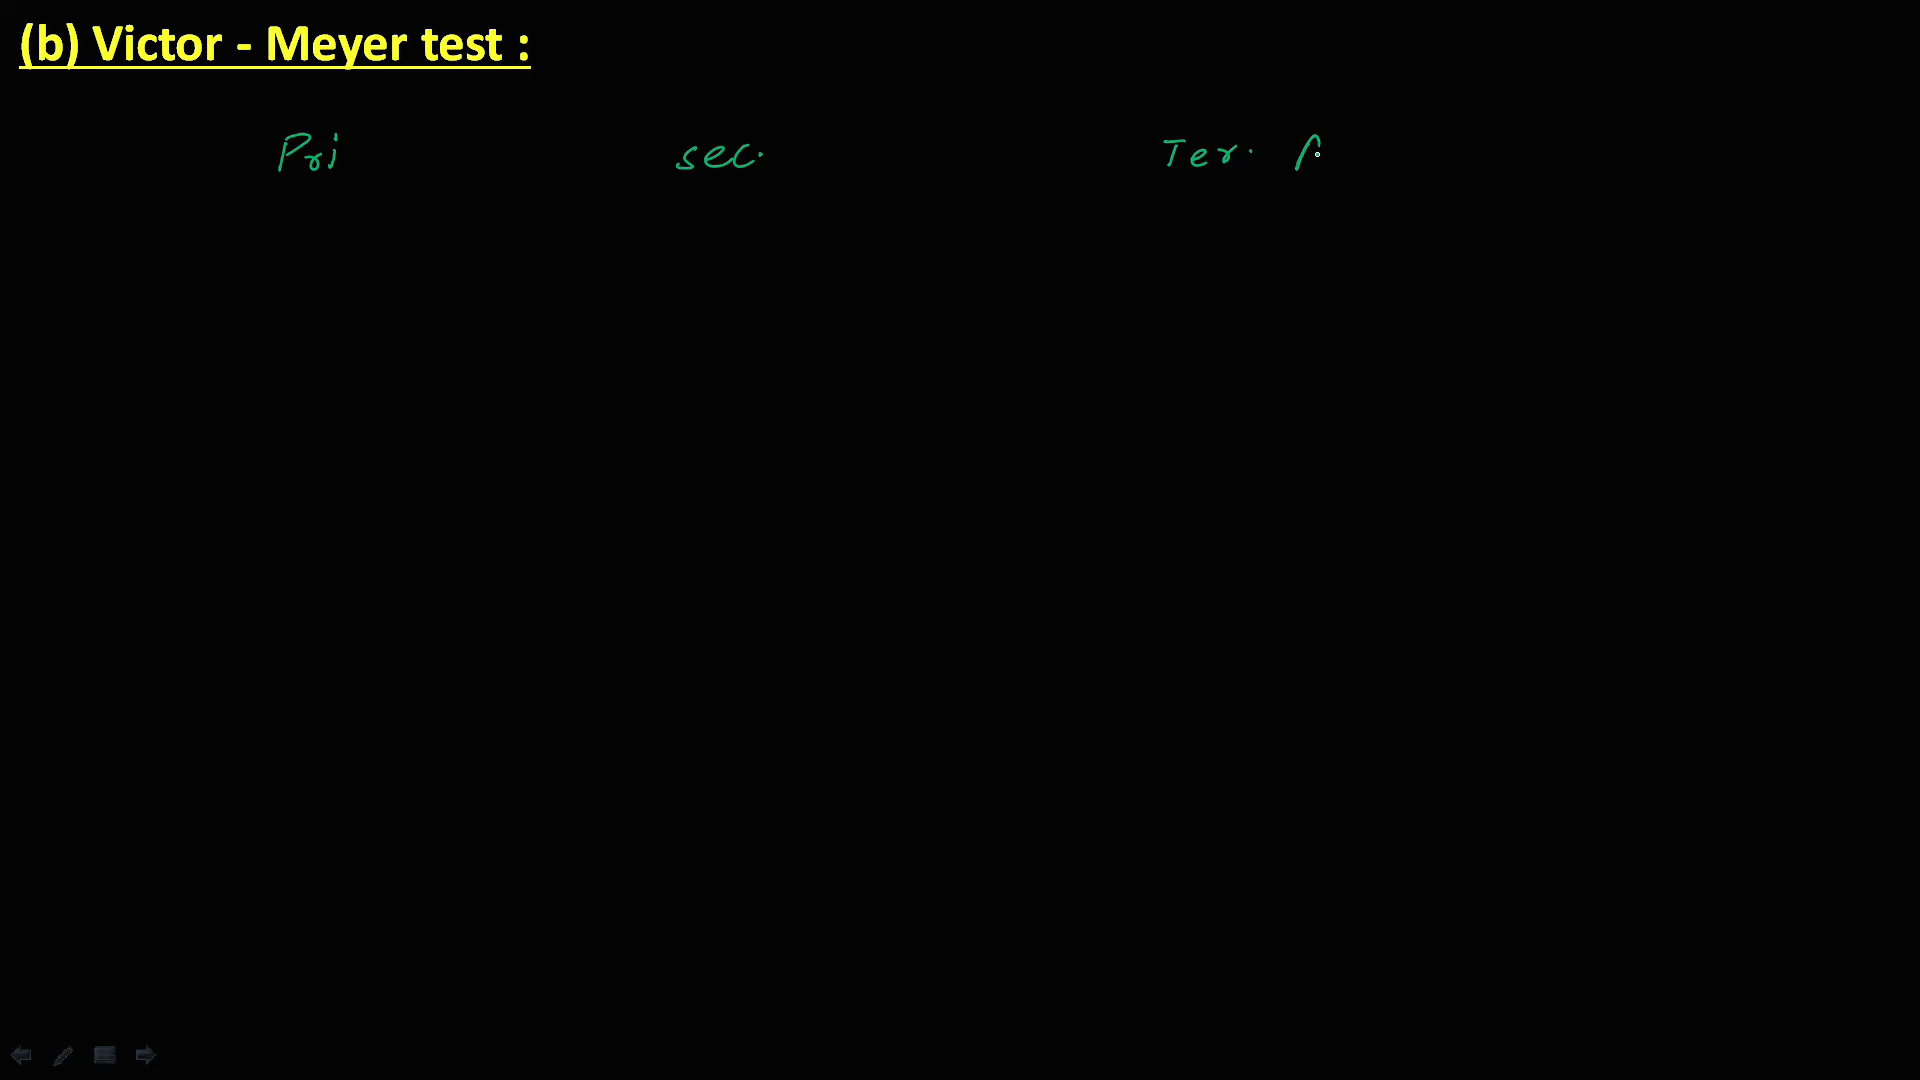 (b) Victor - Meyer test :
Pri sec. Ter.